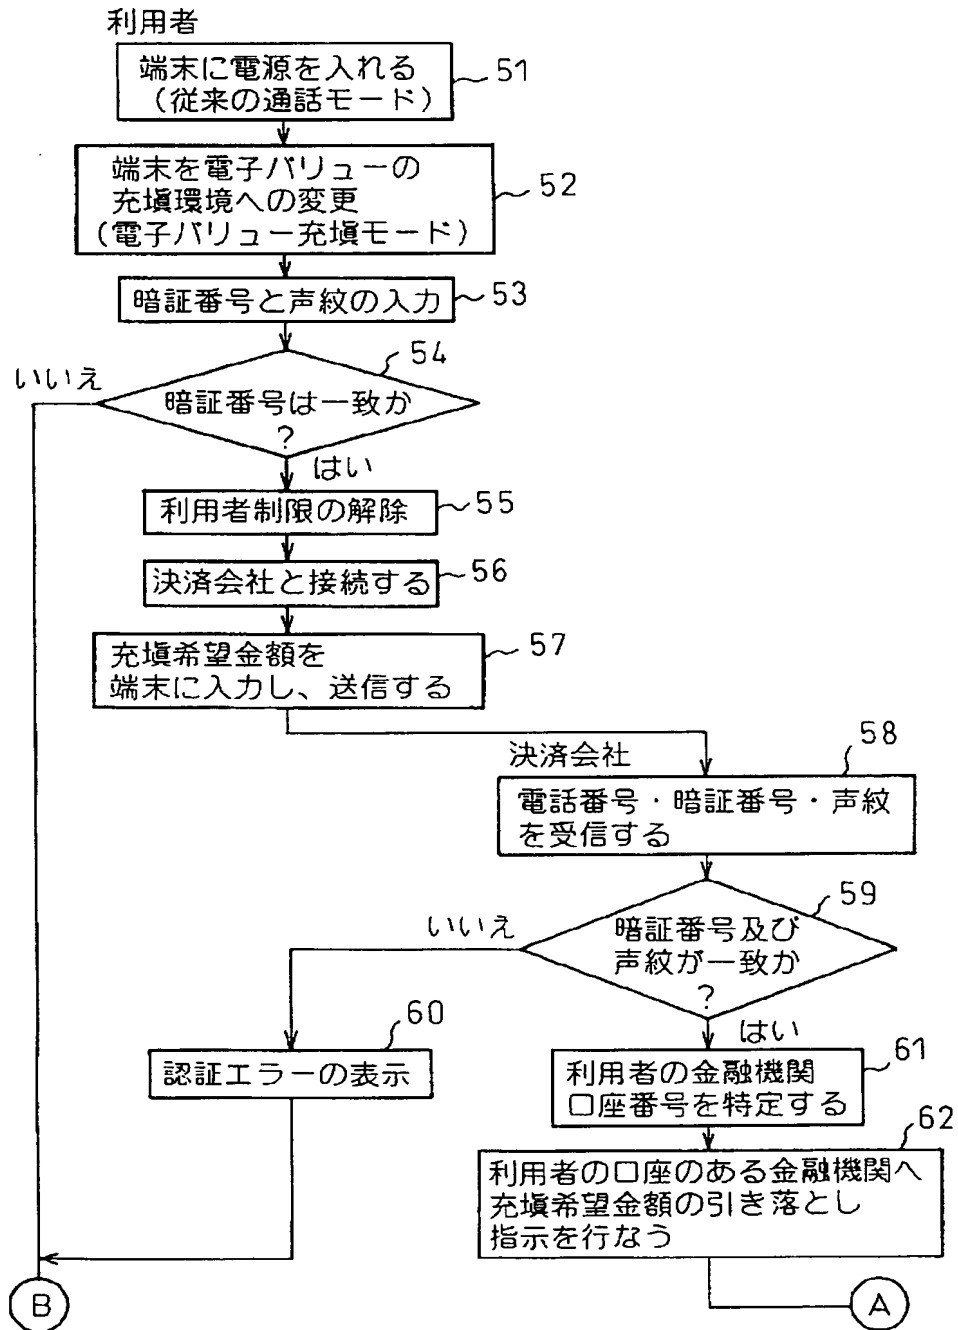 利用者
端末に電源を入れる
(従来の通話モード)
51
端末を電子バリューの
充塡環境への変更
(電子バリュー充塡モード)
52
暗証番号と声紋の入力
53
54
いいえ
暗証番号は一致か
?
はい
利用者制限の解除
55
決済会社と接続する
56
充塡希望金額を
端末に入力し、送信する
57
決済会社
58
電話番号・暗証番号・声紋
を受信する
59
いいえ
暗証番号及び
声紋が一致か
?
はい
60
認証エラーの表示
61
利用者の金融機関
口座番号を特定する
62
利用者の口座のある金融機関へ
充塡希望金額の引き落とし
指示を行なう
B
A